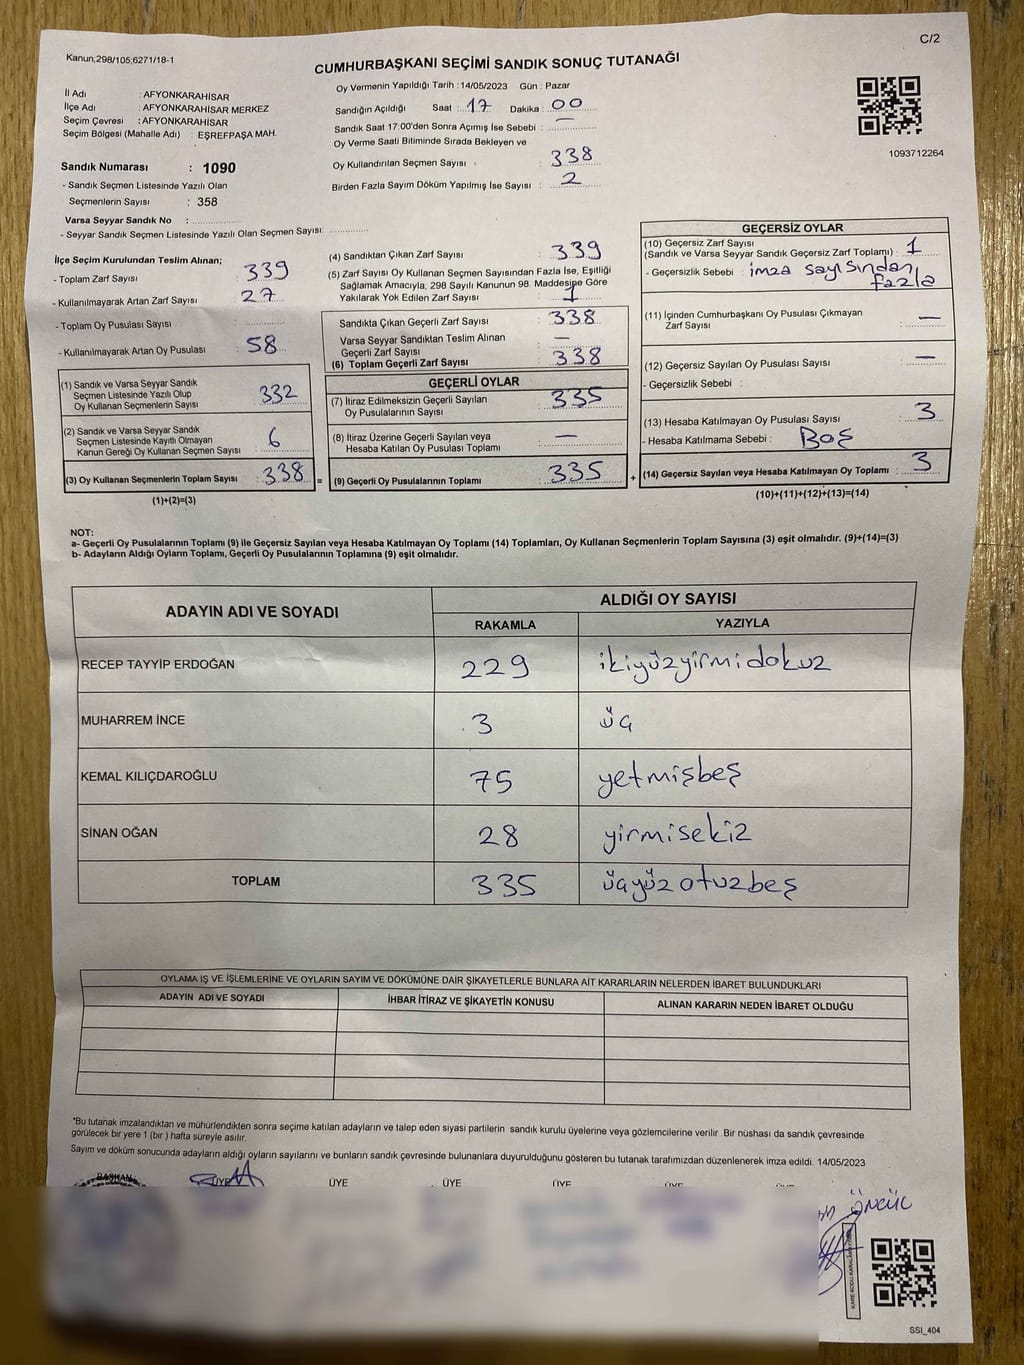 C/2
Kanun;298/105;6271/18-1
CUMHURBAŞKANI SEÇİMİ SANDIK SONUÇ TUTANAĞI
İl Adı : AFYONKARAHİSAR
İlçe Adı : AFYONKARAHİSAR MERKEZ
Seçim Çevresi : AFYONKARAHİSAR
Seçim Bölgesi (Mahalle Adı) : EŞREFPAŞA MAH.
Sandık Numarası : 1090
- Sandık Seçmen Listesinde Yazılı Olan
Seçmenlerin Sayısı : 358
Varsa Seyyar Sandık No :
- Seyyar Sandık Seçmen Listesinde Yazılı Olan Seçmen Sayısı:
Oy Vermenin Yapıldığı Tarih :14/05/2023 Gün : Pazar
Sandığın Açıldığı Saat : 17 Dakika : 00
Sandık Saat 17:00'den Sonra Açımış İse Sebebi : —
Oy Verme Saati Bitiminde Sırada Bekleyen ve
Oy Kullandırılan Seçmen Sayısı : 338
Birden Fazla Sayım Döküm Yapılmış İse Sayısı : 2
1093712264
İlçe Seçim Kurulundan Teslim Alınan;
- Toplam Zarf Sayısı : 339
- Kullanılmayarak Artan Zarf Sayısı : 27
- Toplam Oy Pusulası Sayısı :
- Kullanılmayarak Artan Oy Pusulası : 58
(1) Sandık ve Varsa Seyyar Sandık
Seçmen Listesinde Yazılı Olup
Oy Kullanan Seçmenlerin Sayısı : 332
(2) Sandık ve Varsa Seyyar Sandık
Seçmen Listesinde Kayıtlı Olmayan
Kanun Gereği Oy Kullanan Seçmen Sayısı : 6
(3) Oy Kullanan Seçmenlerin Toplam Sayısı : 338 =
(1)+(2)=(3)
(4) Sandıktan Çıkan Zarf Sayısı : 339
(5) Zarf Sayısı Oy Kullanan Seçmen Sayısından Fazla İse, Eşitliği
Sağlamak Amacıyla, 298 Sayılı Kanunun 98. Maddesine Göre
Yakılarak Yok Edilen Zarf Sayısı : 1
Sandıkta Çıkan Geçerli Zarf Sayısı : 338
Varsa Seyyar Sandıktan Teslim Alınan
Geçerli Zarf Sayısı : —
(6) Toplam Geçerli Zarf Sayısı : 338
GEÇERLİ OYLAR
(7) İtiraz Edilmeksizin Geçerli Sayılan
Oy Pusulalarının Sayısı : 335
(8) İtiraz Üzerine Geçerli Sayılan veya
Hesaba Katılan Oy Pusulası Toplamı : —
(9) Geçerli Oy Pusulalarının Toplamı : 335 +
GEÇERSİZ OYLAR
(10) Geçersiz Zarf Sayısı
(Sandık ve Varsa Seyyar Sandık Geçersiz Zarf Toplamı) : 1
- Geçersizlik Sebebi : imza sayısından
fazla
(11) İçinden Cumhurbaşkanı Oy Pusulası Çıkmayan
Zarf Sayısı : —
(12) Geçersiz Sayılan Oy Pusulası Sayısı : —
- Geçersizlik Sebebi :
(13) Hesaba Katılmayan Oy Pusulası Sayısı : 3
- Hesaba Katılmama Sebebi : Boş
(14) Geçersiz Sayılan veya Hesaba Katılmayan Oy Toplamı : 3
(10)+(11)+(12)+(13)=(14)
NOT:
a- Geçerli Oy Pusulalarının Toplamı (9) ile Geçersiz Sayılan veya Hesaba Katılmayan Oy Toplamı (14) Toplamları, Oy Kullanan Seçmenlerin Toplam Sayısına (3) eşit olmalıdır. (9)+(14)=(3)
b- Adayların Aldığı Oyların Toplamı, Geçerli Oy Pusulalarının Toplamına (9) eşit olmalıdır.
ADAYIN ADI VE SOYADI ALDIĞI OY SAYISI
RAKAMLA YAZIYLA
RECEP TAYYİP ERDOĞAN 229 ikiyüzyirmidokuz
MUHARREM İNCE 3 üç
KEMAL KILIÇDAROĞLU 75 yetmişbeş
SİNAN OĞAN 28 yirmisekiz
TOPLAM 335 üçyüzotuzbeş
OYLAMA İŞ VE İŞLEMLERİNE VE OYLARIN SAYIM VE DÖKÜMÜNE DAİR ŞİKAYETLERLE BUNLARA AİT KARARLARIN NELERDEN İBARET BULUNDUKLARI
ADAYIN ADI VE SOYADI İHBAR İTİRAZ VE ŞİKAYETİN KONUSU ALINAN KARARIN NEDEN İBARET OLDUĞU
*Bu tutanak imzalandıktan ve mühürlendikten sonra seçime katılan adayların ve talep eden siyasi partilerin sandık kurulu üyelerine veya gözlemcilerine verilir. Bir nüshası da sandık çevresinde
görülecek bir yere 1 (bir ) hafta süreyle asılır.
Sayım ve döküm sonucunda adayların aldığı oyların sayılarını ve bunların sandık çevresinde bulunanlara duyurulduğunu gösteren bu tutanak tarafımızdan düzenlenerek imza edildi. 14/05/2023
BAŞKAN ÜYE ÜYE ÜYE ÜYE
SSI_404